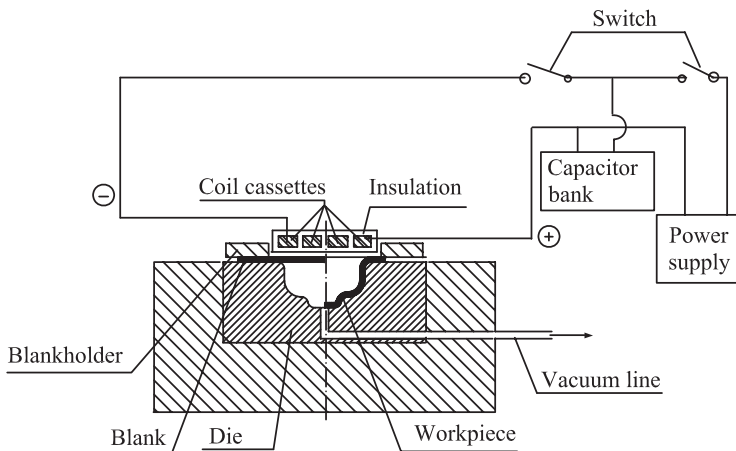 Switch
Coil cassettes
Insulation
Capacitor
bank
−
+
Power
supply
Blankholder
Vacuum line
Blank
Die
Workpiece